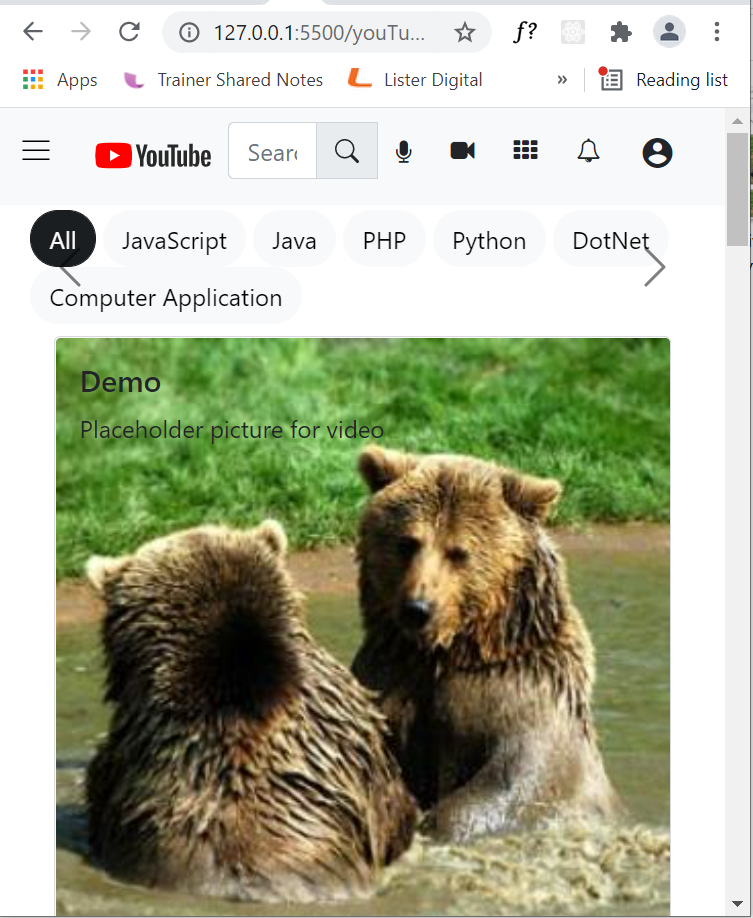 127.0.0.1:5500/youTu...
f?
Apps Trainer Shared Notes Lister Digital » Reading list
YouTube Searc
All JavaScript Java PHP Python DotNet
Computer Application
Demo
Placeholder picture for video